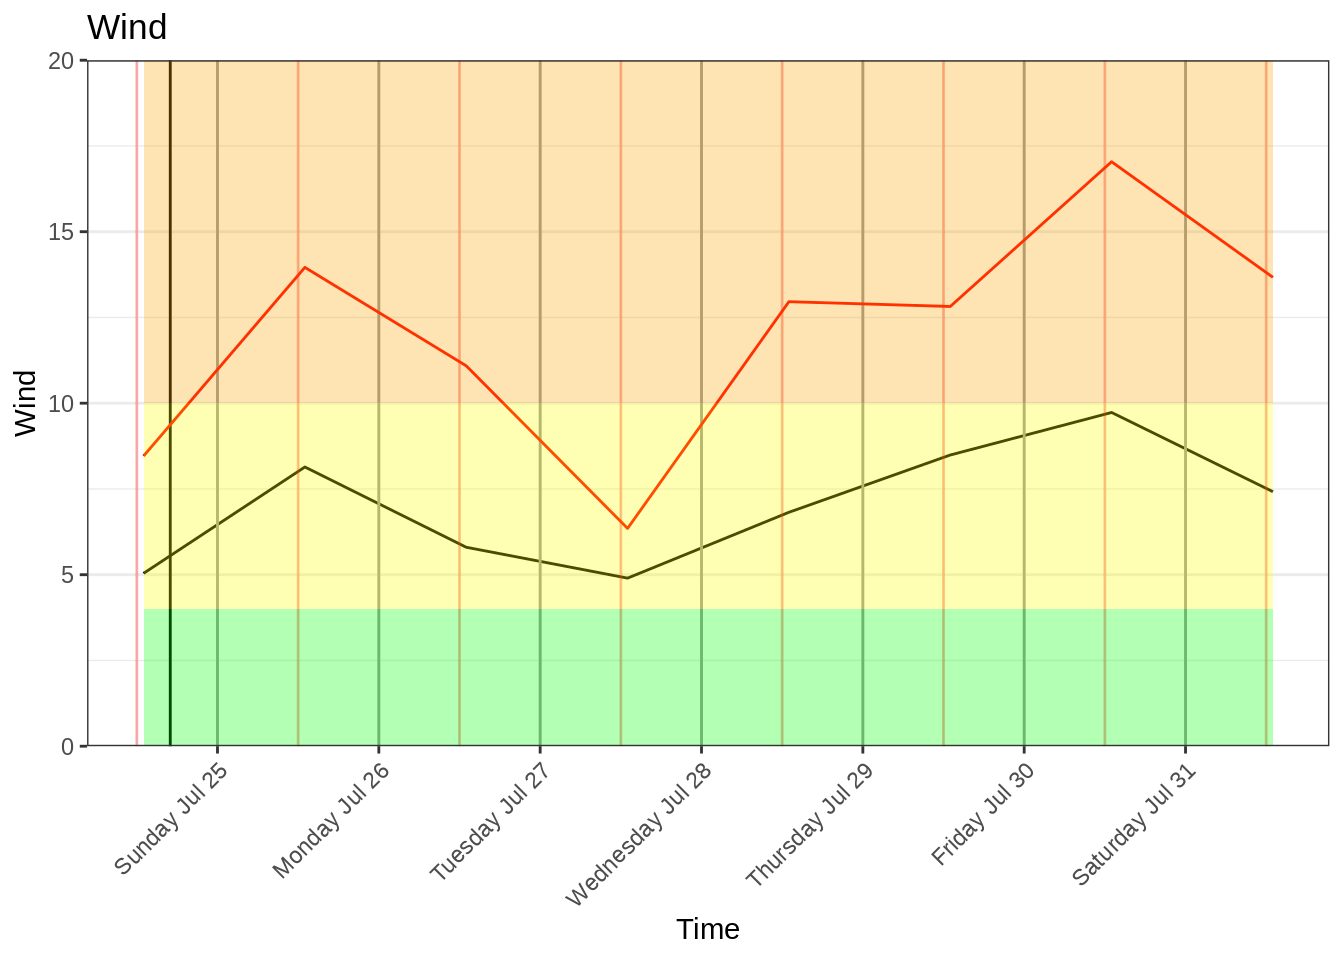 Wind
20
15
10
5
0
Wind
Sunday Jul 25
Monday Jul 26
Tuesday Jul 27
Wednesday Jul 28
Thursday Jul 29
Friday Jul 30
Saturday Jul 31
Time